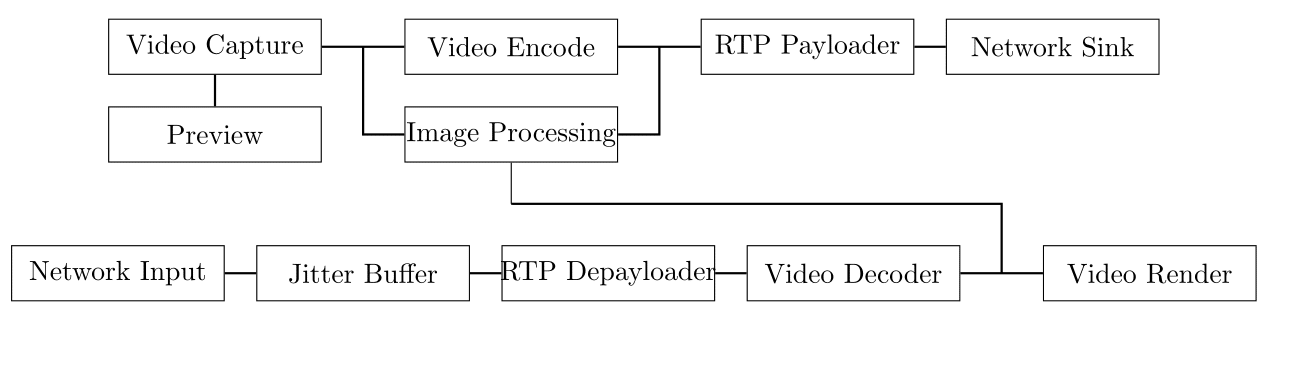 Video Capture
Video Encode
RTP Payloader
Network Sink
Preview
Image Processing
Network Input
Jitter Buffer
RTP Depayloader
Video Decoder
Video Render